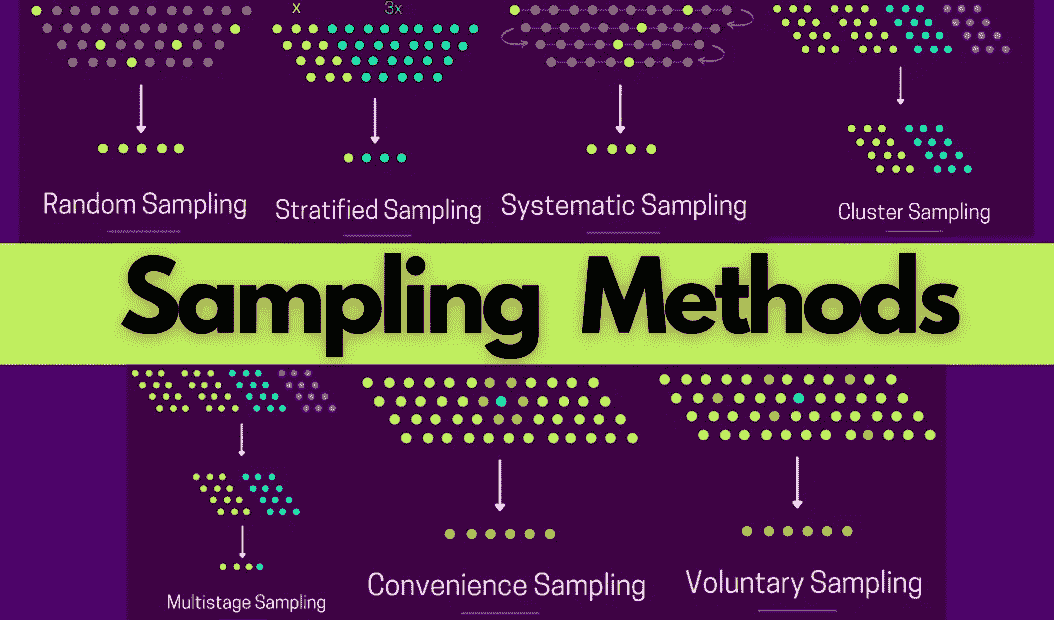 x
3x
Random Sampling
Stratified Sampling
Systematic Sampling
Cluster Sampling
Sampling Methods
Multistage Sampling
Convenience Sampling
Voluntary Sampling